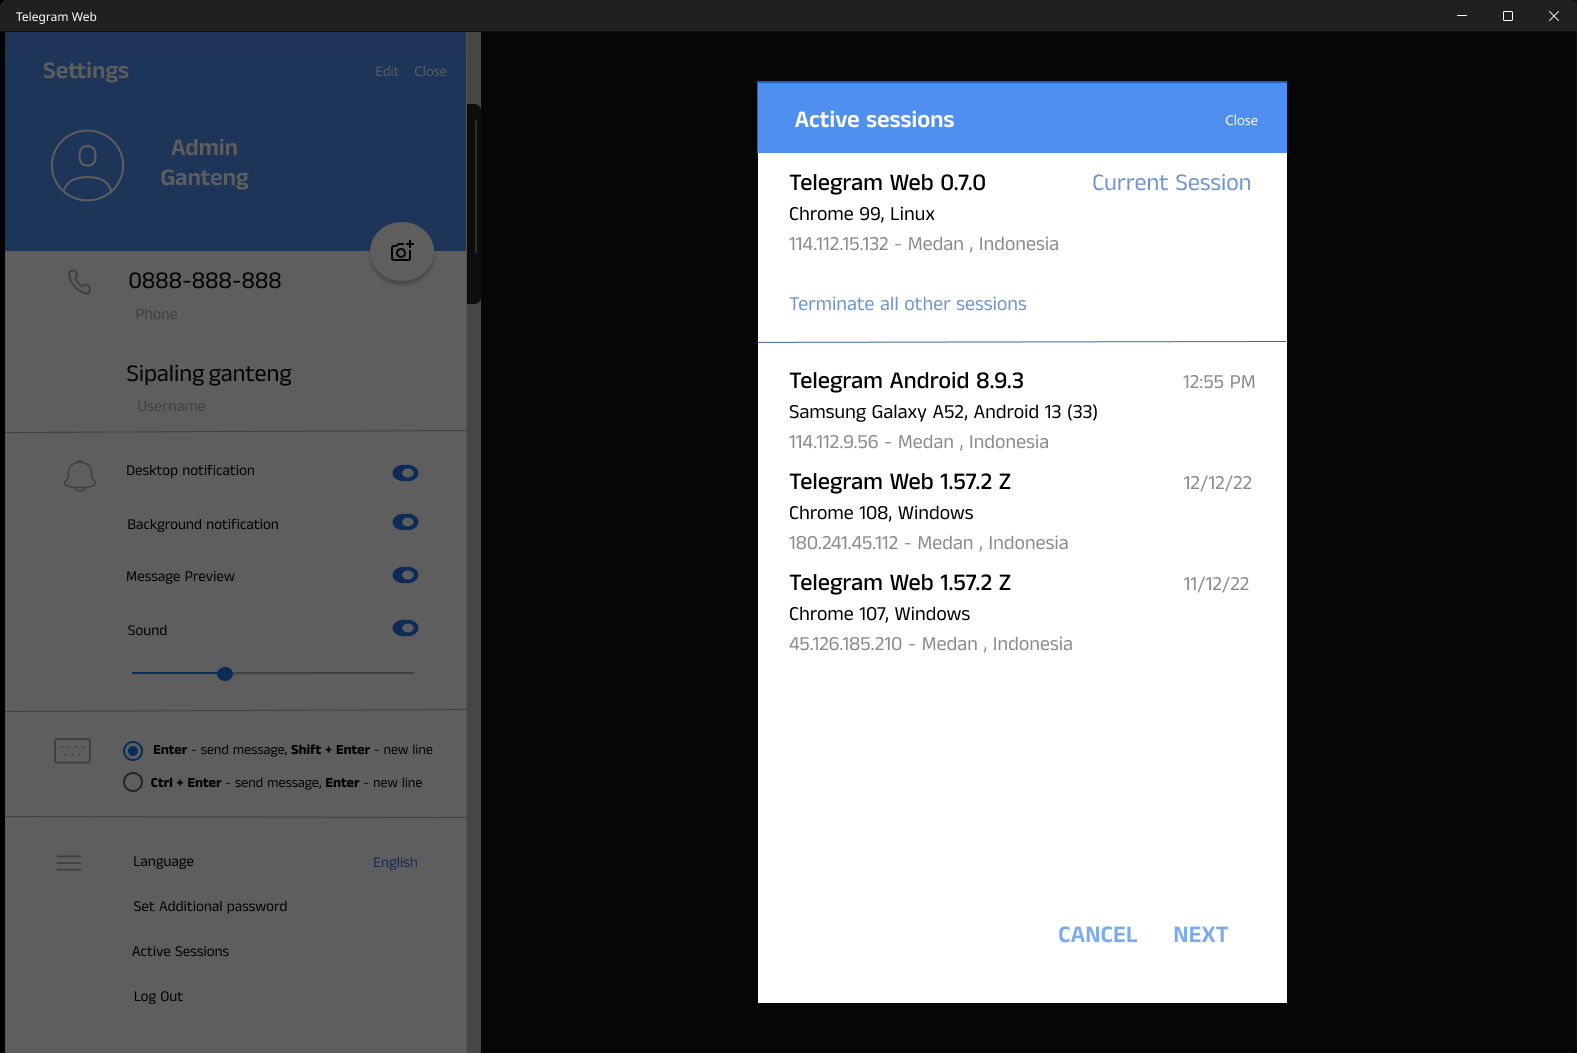 Telegram Web
Settings
Edit
Close
Admin
Ganteng
0888-888-888
Phone
Sipaling ganteng
Username
Desktop notification
Background notification
Message Preview
Sound
Enter - send message, Shift + Enter - new line
Ctrl + Enter - send message, Enter - new line
Language
English
Set Additional password
Active Sessions
Log Out
Active sessions
Close
Telegram Web 0.7.0
Current Session
Chrome 99, Linux
114.112.15.132 - Medan , Indonesia
Terminate all other sessions
Telegram Android 8.9.3
12:55 PM
Samsung Galaxy A52, Android 13 (33)
114.112.9.56 - Medan , Indonesia
Telegram Web 1.57.2 Z
12/12/22
Chrome 108, Windows
180.241.45.112 - Medan , Indonesia
Telegram Web 1.57.2 Z
11/12/22
Chrome 107, Windows
45.126.185.210 - Medan , Indonesia
CANCEL
NEXT